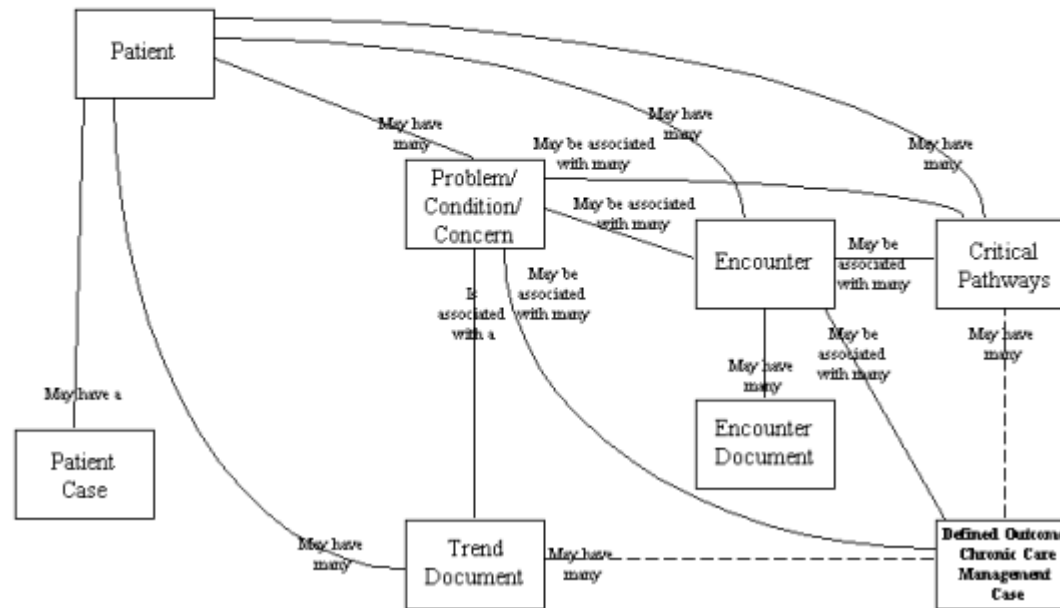 Patient
May have
many
May have
many
May have
many
May be associated
with many
Problem/
Condition/
Concern
May be associated
with many
Encounter
May be
associated
with many
Critical
Pathways
May be
associated
with many
Is
associated
with a
May have
many
May be
associated
with many
May have
many
May have a
Encounter
Document
Patient
Case
Trend
Document
May have
many
May have
many
Defined Outcome
Chronic Care
Management
Case